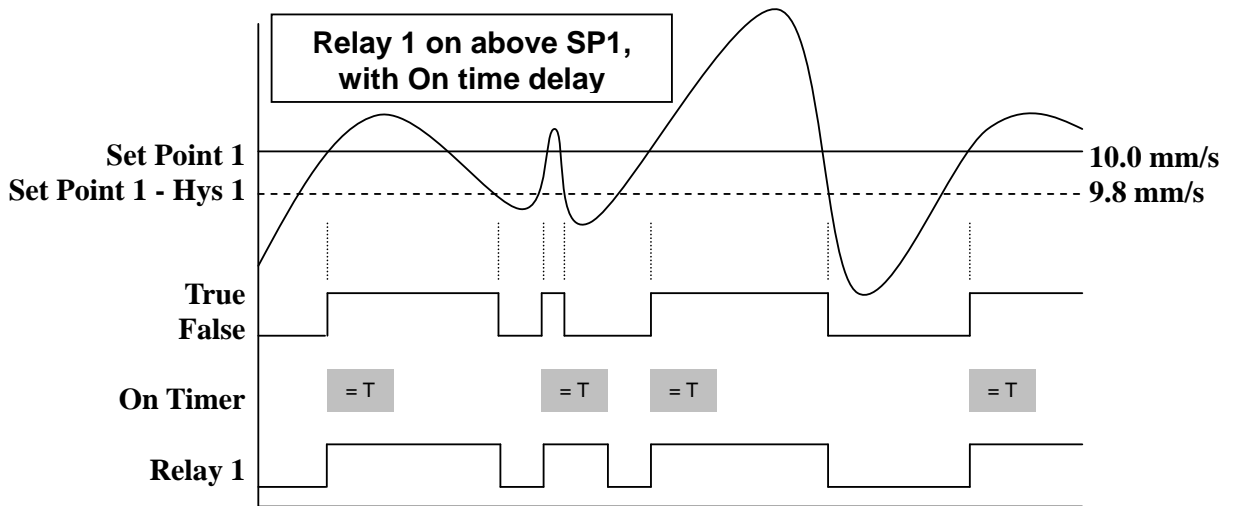 Relay 1 on above SP1,
with On time delay
Set Point 1
10.0 mm/s
Set Point 1 - Hys 1
9.8 mm/s
True
False
On Timer
= T
= T
= T
= T
Relay 1